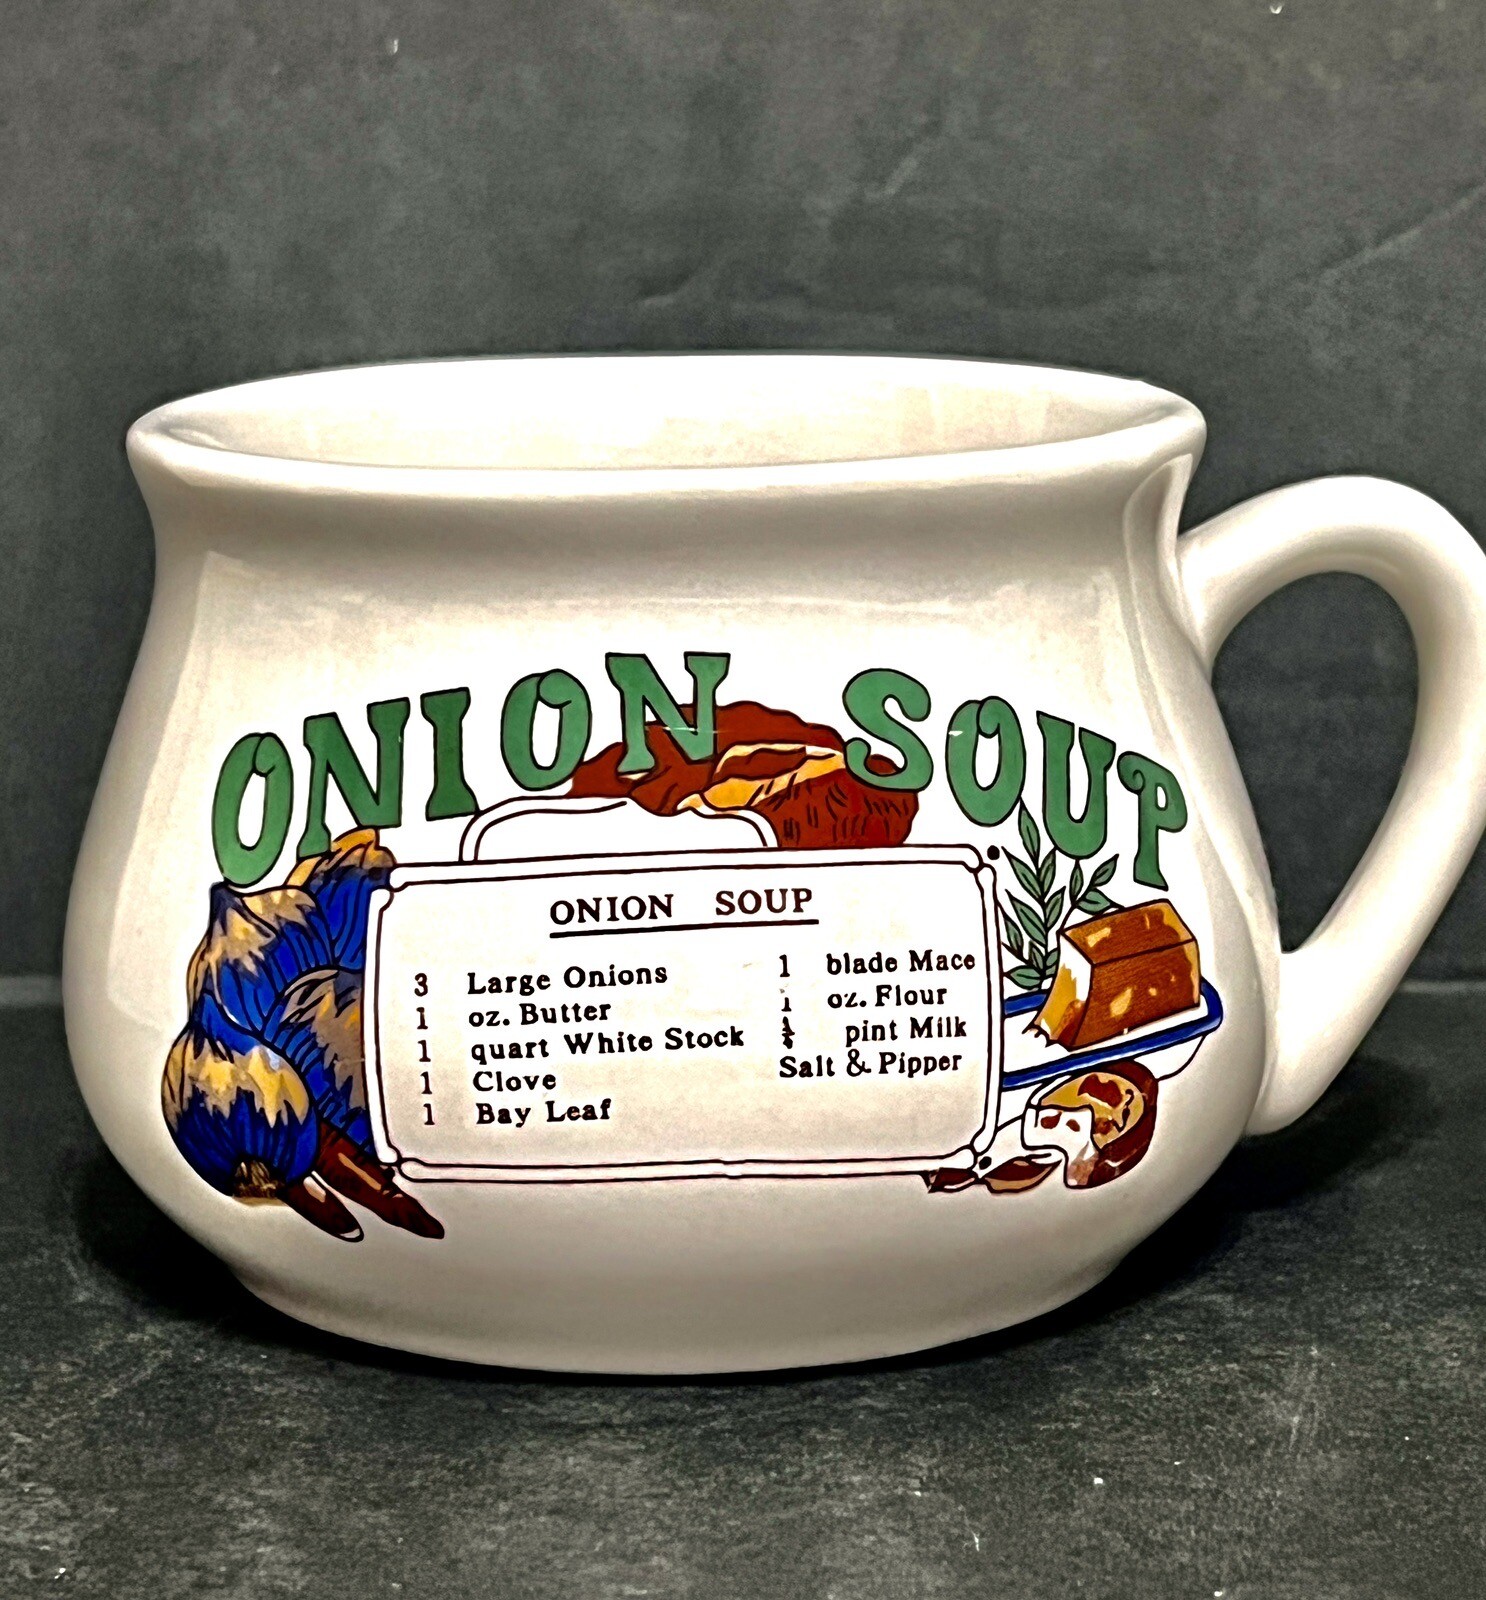 ONION SOUP
ONION SOUP
3 Large Onions
1 oz. Butter
1 quart White Stock
1 Clove
1 Bay Leaf
1 blade Mace
1 oz. Flour
pint Milk
Salt & Pipper